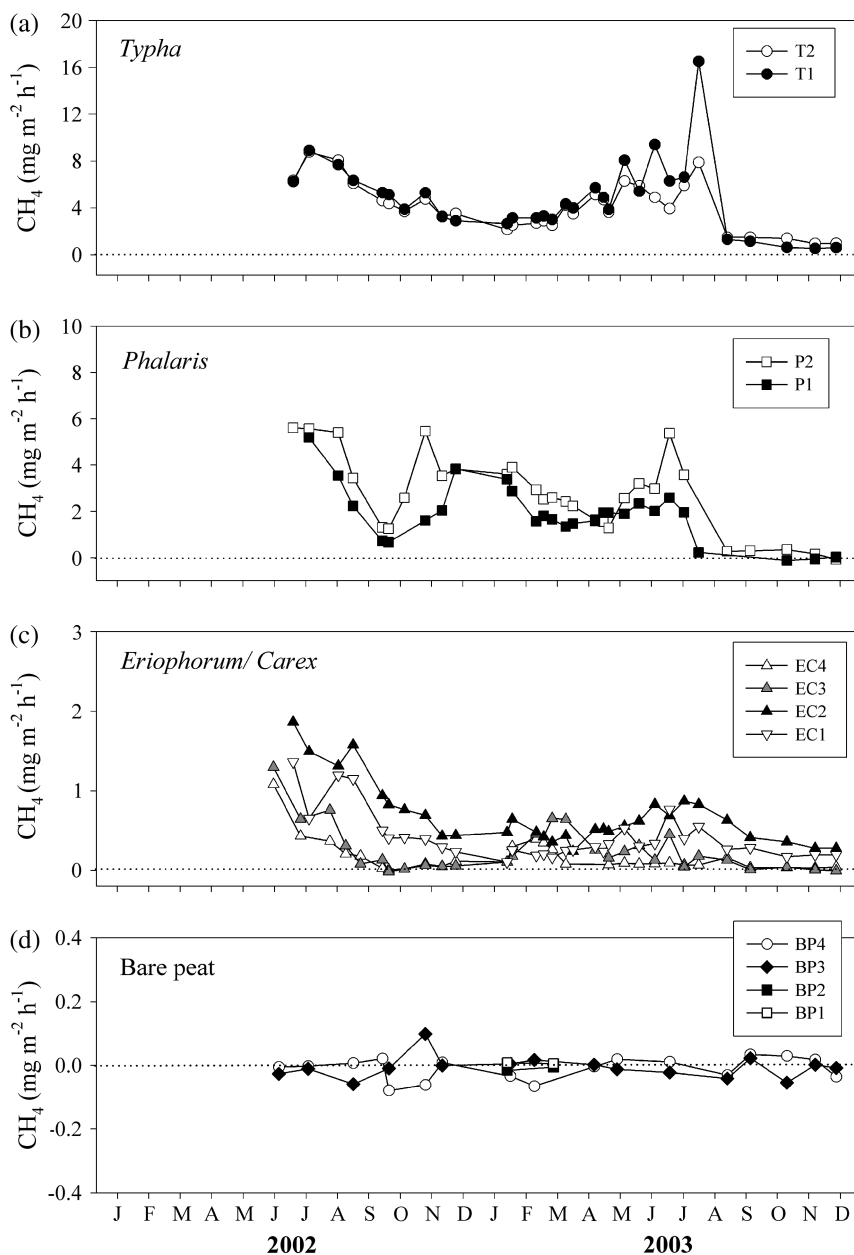 (a)
Typha
T2
T1
20
16
12
8
4
0
CH₄ (mg m⁻² h⁻¹)
(b)
Phalaris
P2
P1
10
8
6
4
2
0
CH₄ (mg m⁻² h⁻¹)
(c)
Eriophorum/ Carex
EC4
EC3
EC2
EC1
3
2
1
0
CH₄ (mg m⁻² h⁻¹)
(d)
Bare peat
BP4
BP3
BP2
BP1
0.4
0.2
0.0
-0.2
-0.4
CH₄ (mg m⁻² h⁻¹)
J F M A M J J A S O N D J F M A M J J A S O N D
2002 2003